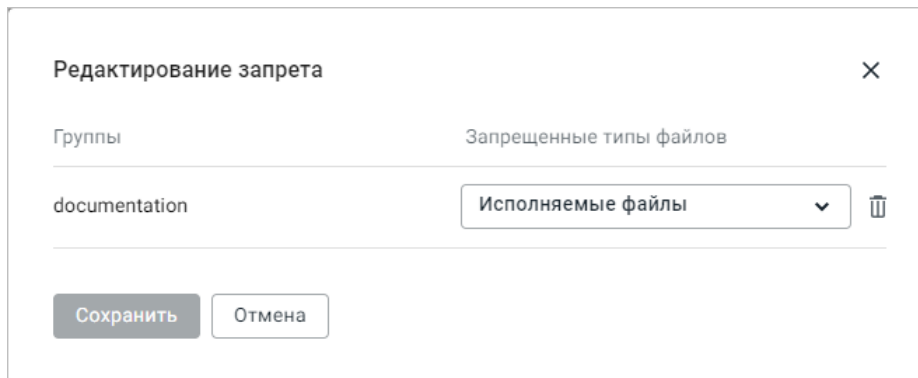 Редактирование запрета
Группы Запрещенные типы файлов
documentation Исполняемые файлы
Сохранить Отмена